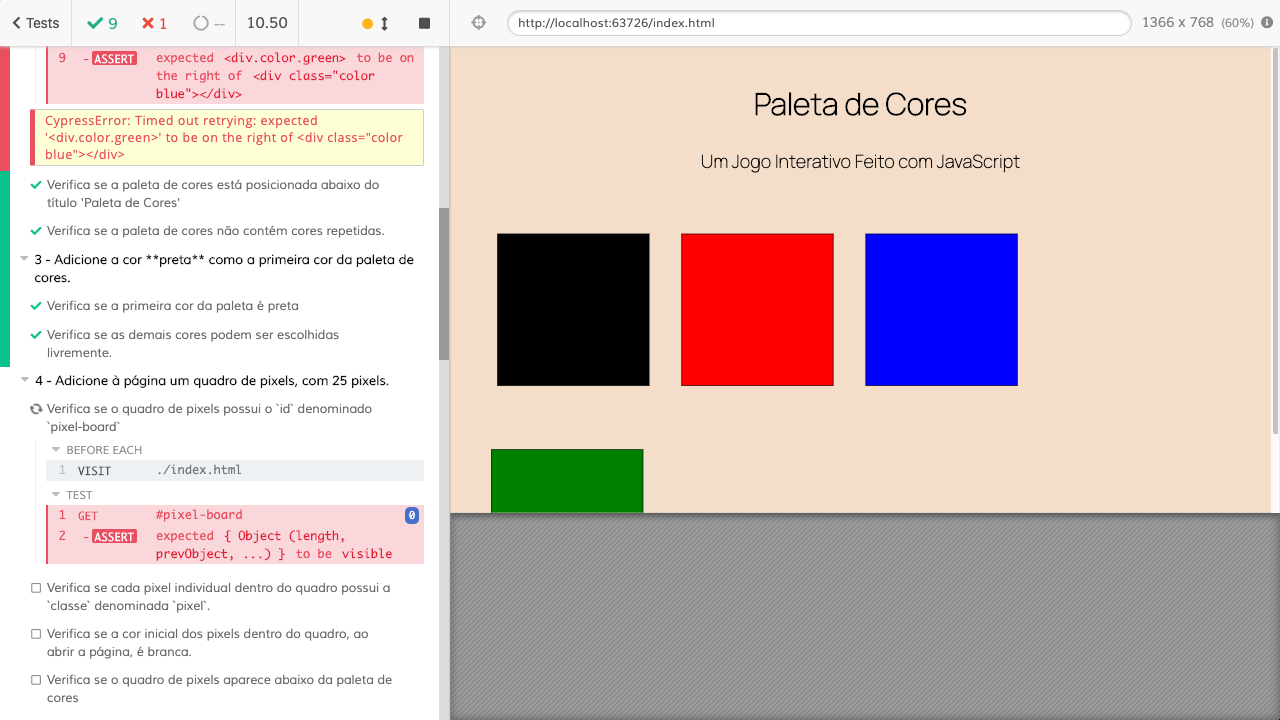 Tests 9 1 -- 10.50
http://localhost:63726/index.html 1366 x 768 (60%)
9 - ASSERT expected <div.color.green> to be on
the right of <div class="color
blue"></div>
CypressError: Timed out retrying: expected
'<div.color.green>' to be on the right of <div class="color
blue"></div>
Verifica se a paleta de cores está posicionada abaixo do
título 'Paleta de Cores'
Verifica se a paleta de cores não contém cores repetidas.
3 - Adicione a cor **preta** como a primeira cor da paleta de
cores.
Verifica se a primeira cor da paleta é preta
Verifica se as demais cores podem ser escolhidas
livremente.
4 - Adicione à página um quadro de pixels, com 25 pixels.
Verifica se o quadro de pixels possui o `id` denominado
`pixel-board`
BEFORE EACH
1 VISIT ./index.html
TEST
1 GET #pixel-board 0
2 - ASSERT expected { Object (length,
prevObject, ...) } to be visible
Verifica se cada pixel individual dentro do quadro possui a
`classe` denominada `pixel`.
Verifica se a cor inicial dos pixels dentro do quadro, ao
abrir a página, é branca.
Verifica se o quadro de pixels aparece abaixo da paleta de
cores
Paleta de Cores
Um Jogo Interativo Feito com JavaScript